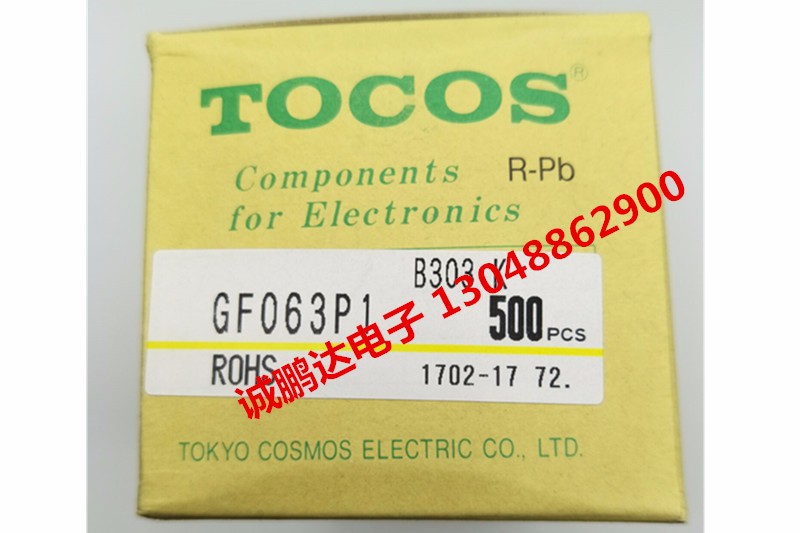 TOCOS®
Components R-Pb
for Electronics
B303 K
GF063P1 500 PCS
ROHS 1702-17 72.
诚鹏达电子 13048862900
TOKYO COSMOS ELECTRIC CO., LTD.